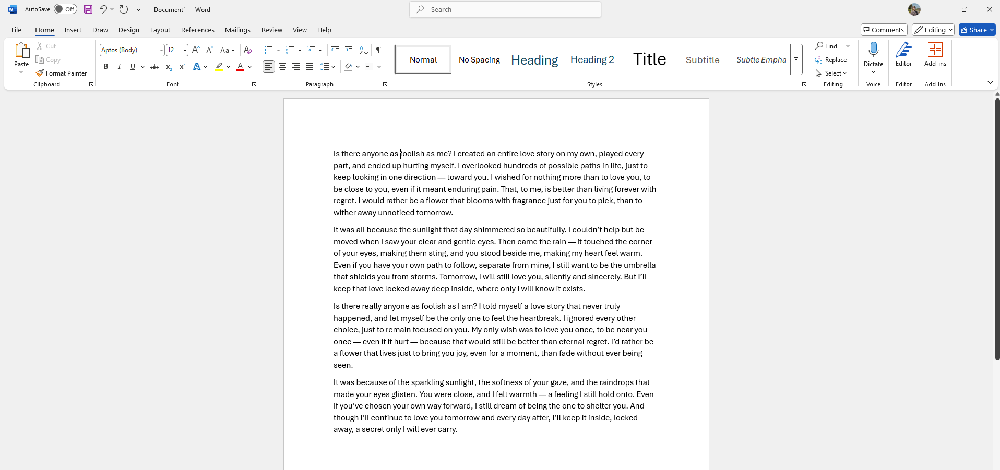 AutoSave Off Document1 - Word Search
File Home Insert Draw Design Layout References Mailings Review View Help Comments Editing Share
Paste Cut Copy Format Painter
Clipboard
Aptos (Body) 12
Font
Paragraph
Normal No Spacing Heading Heading 2 Title Subtitle Subtle Empha
Styles
Find
Replace
Select
Editing
Dictate
Voice
Editor
Editor
Add-ins
Add-ins
Is there anyone as foolish as me? I created an entire love story on my own, played every
part, and ended up hurting myself. I overlooked hundreds of possible paths in life, just to
keep looking in one direction — toward you. I wished for nothing more than to love you, to
be close to you, even if it meant enduring pain. That, to me, is better than living forever with
regret. I would rather be a flower that blooms with fragrance just for you to pick, than to
wither away unnoticed tomorrow.
It was all because the sunlight that day shimmered so beautifully. I couldn’t help but be
moved when I saw your clear and gentle eyes. Then came the rain — it touched the corner
of your eyes, making them sting, and you stood beside me, making my heart feel warm.
Even if you have your own path to follow, separate from mine, I still want to be the umbrella
that shields you from storms. Tomorrow, I will still love you, silently and sincerely. But I’ll
keep that love locked away deep inside, where only I will know it exists.
Is there really anyone as foolish as I am? I told myself a love story that never truly
happened, and let myself be the only one to feel the heartbreak. I ignored every other
choice, just to remain focused on you. My only wish was to love you once, to be near you
once — even if it hurt — because that would still be better than eternal regret. I’d rather be
a flower that lives just to bring you joy, even for a moment, than fade without ever being
seen.
It was because of the sparkling sunlight, the softness of your gaze, and the raindrops that
made your eyes glisten. You were close, and I felt warmth — a feeling I still hold onto. Even
if you’ve chosen your own way forward, I still dream of being the one to shelter you. And
though I’ll continue to love you tomorrow and every day after, I’ll keep it inside, locked
away, a secret only I will ever carry.